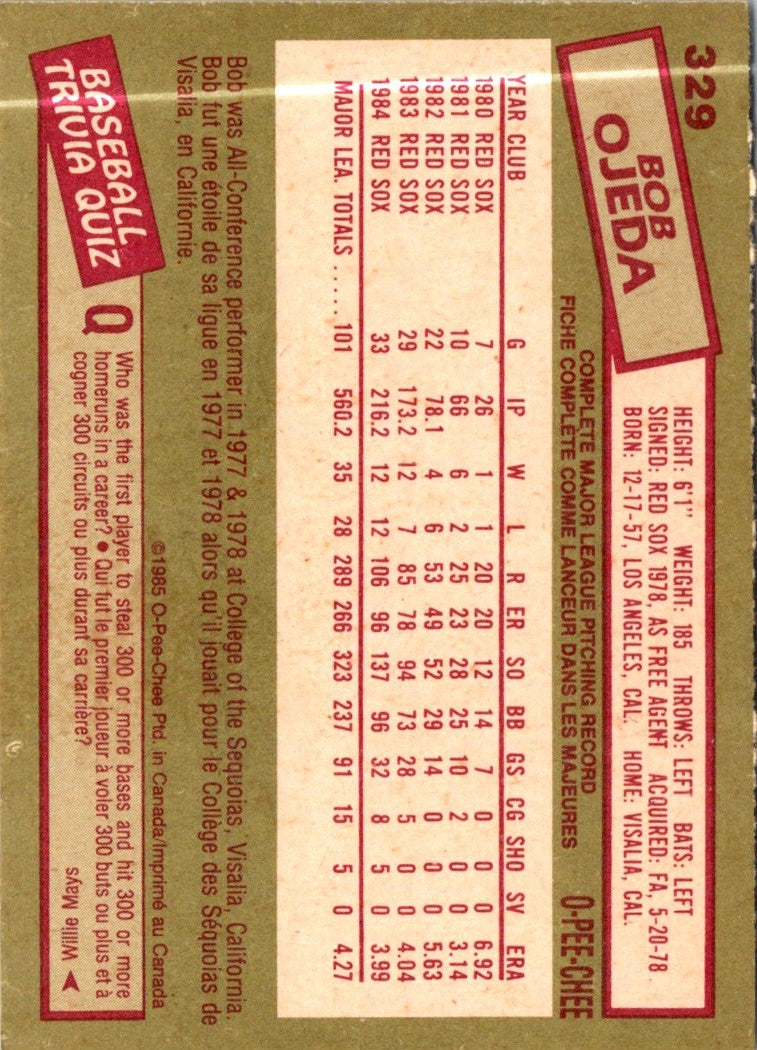 329
BOB
OJEDA
HEIGHT: 6'1" WEIGHT: 185 THROWS: LEFT BATS: LEFT
SIGNED: RED SOX 1978, AS FREE AGENT ACQUIRED: FA, 5-20-78
BORN: 12-17-57, LOS ANGELES, CAL. HOME: VISALIA, CAL.
COMPLETE MAJOR LEAGUE PITCHING RECORD
FICHE COMPLÈTE COMME LANCEUR DANS LES MAJEURES
O-PEE-CHEE
YEAR CLUB G IP W L R ER SO BB GS CG SHO SV ERA
1980 RED SOX 7 26 1 1 20 20 12 14 7 0 0 0 6.92
1981 RED SOX 10 66 6 2 25 23 28 25 10 2 0 0 3.14
1982 RED SOX 22 78.1 4 6 53 49 52 29 14 0 0 0 5.63
1983 RED SOX 29 173.2 12 7 85 78 94 73 28 5 0 0 4.04
1984 RED SOX 33 216.2 12 12 106 96 137 96 32 8 5 0 3.99
MAJOR LEA. TOTALS ..... 101 560.2 35 28 289 266 323 237 91 15 5 0 4.27
Bob was All-Conference performer in 1977 & 1978 at College of the Sequoias, Visalia, California.
Bob fut une étoile de sa ligue en 1977 et 1978 alors qu'il jouait pour le Collège des Séquoias de
Visalia, en Californie.
©1985 O-Pee-Chee Ptd. in Canada/Imprimé au Canada
BASEBALL
TRIVIA QUIZ
Q
Who was the first player to steal 300 or more bases and hit 300 or more
homeruns in a career? • Qui fut le premier joueur à voler 300 buts ou plus et à
cogner 300 circuits ou plus durant sa carrière?
Willie Mays